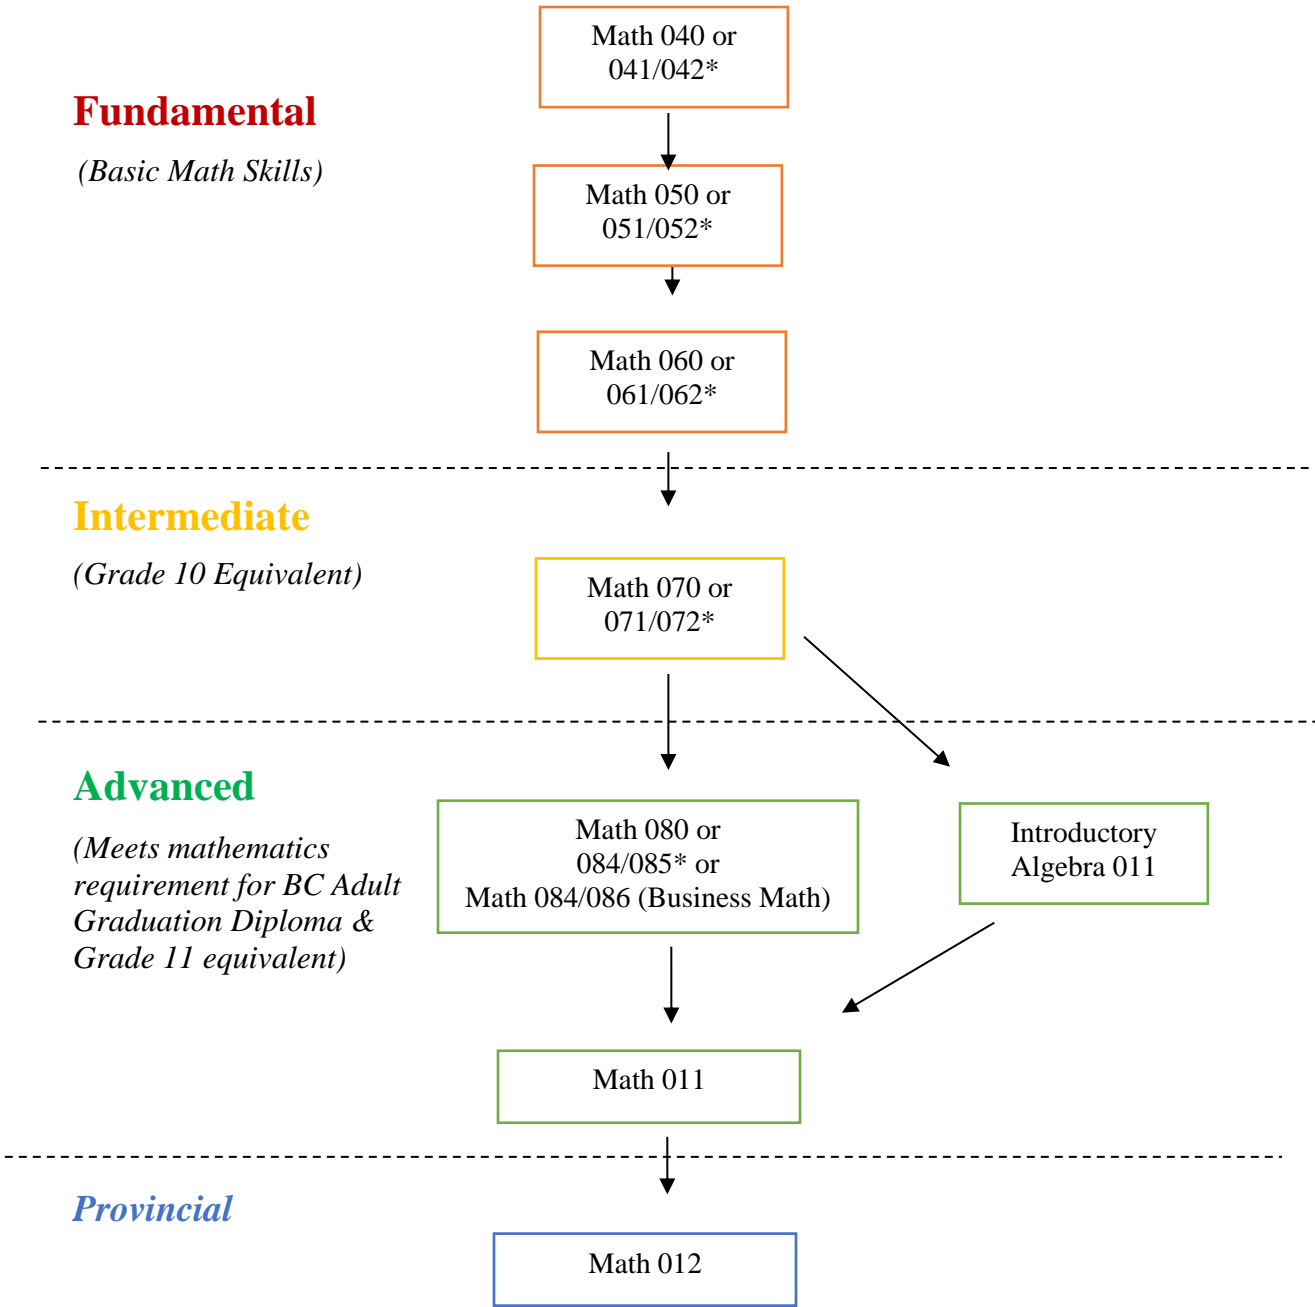 Math 040 or
041/042*
Fundamental
(Basic Math Skills)
Math 050 or
051/052*
Math 060 or
061/062*
Intermediate
(Grade 10 Equivalent)
Math 070 or
071/072*
Advanced
(Meets mathematics
requirement for BC Adult
Graduation Diploma &
Grade 11 equivalent)
Math 080 or
084/085* or
Math 084/086 (Business Math)
Introductory
Algebra 011
Math 011
Provincial
Math 012